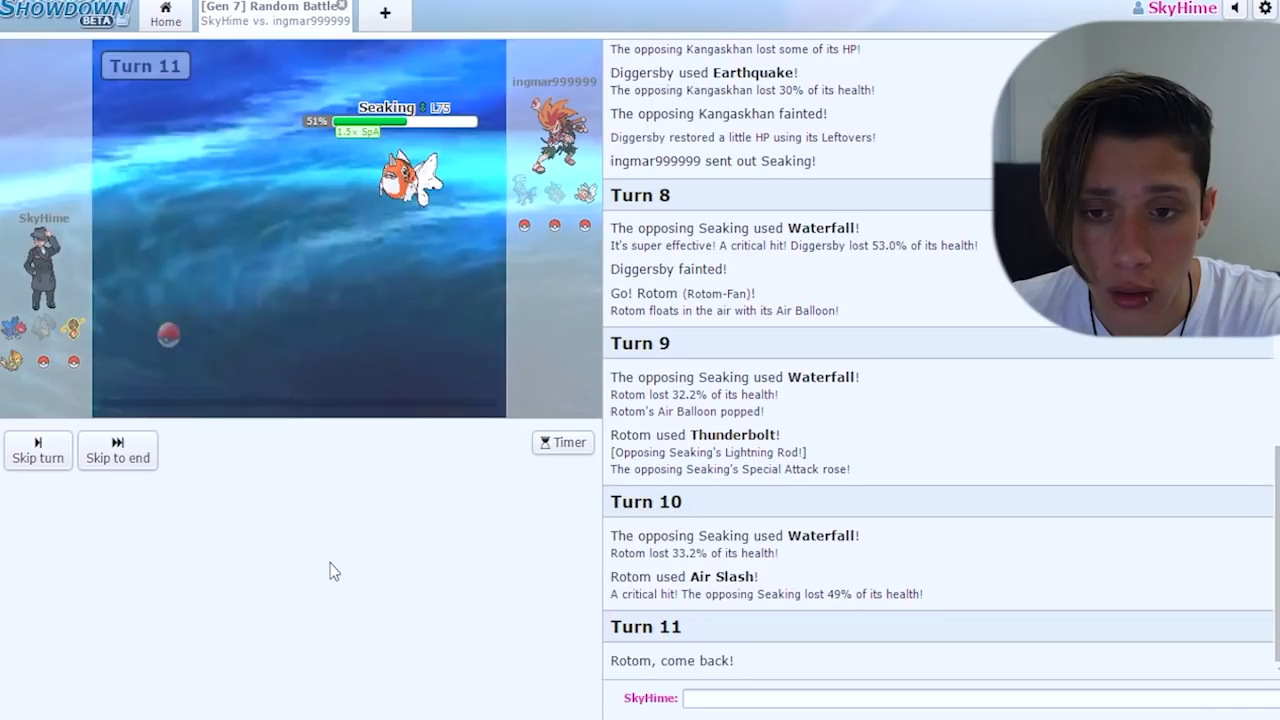 SHOWDOWN
BETA
Home
[Gen 7] Random Battle
SkyHime vs. ingmar999999
+
SkyHime
Turn 11
Seaking L75
51%
1.5× SpA
ingmar999999
SkyHime
Skip turn
Skip to end
Timer
The opposing Kangaskhan lost some of its HP!
Diggersby used Earthquake!
The opposing Kangaskhan lost 30% of its health!
The opposing Kangaskhan fainted!
Diggersby restored a little HP using its Leftovers!
ingmar999999 sent out Seaking!
Turn 8
The opposing Seaking used Waterfall!
It's super effective! A critical hit! Diggersby lost 53.0% of its health!
Diggersby fainted!
Go! Rotom (Rotom-Fan)!
Rotom floats in the air with its Air Balloon!
Turn 9
The opposing Seaking used Waterfall!
Rotom lost 32.2% of its health!
Rotom's Air Balloon popped!
Rotom used Thunderbolt!
[Opposing Seaking's Lightning Rod!]
The opposing Seaking's Special Attack rose!
Turn 10
The opposing Seaking used Waterfall!
Rotom lost 33.2% of its health!
Rotom used Air Slash!
A critical hit! The opposing Seaking lost 49% of its health!
Turn 11
Rotom, come back!
SkyHime: